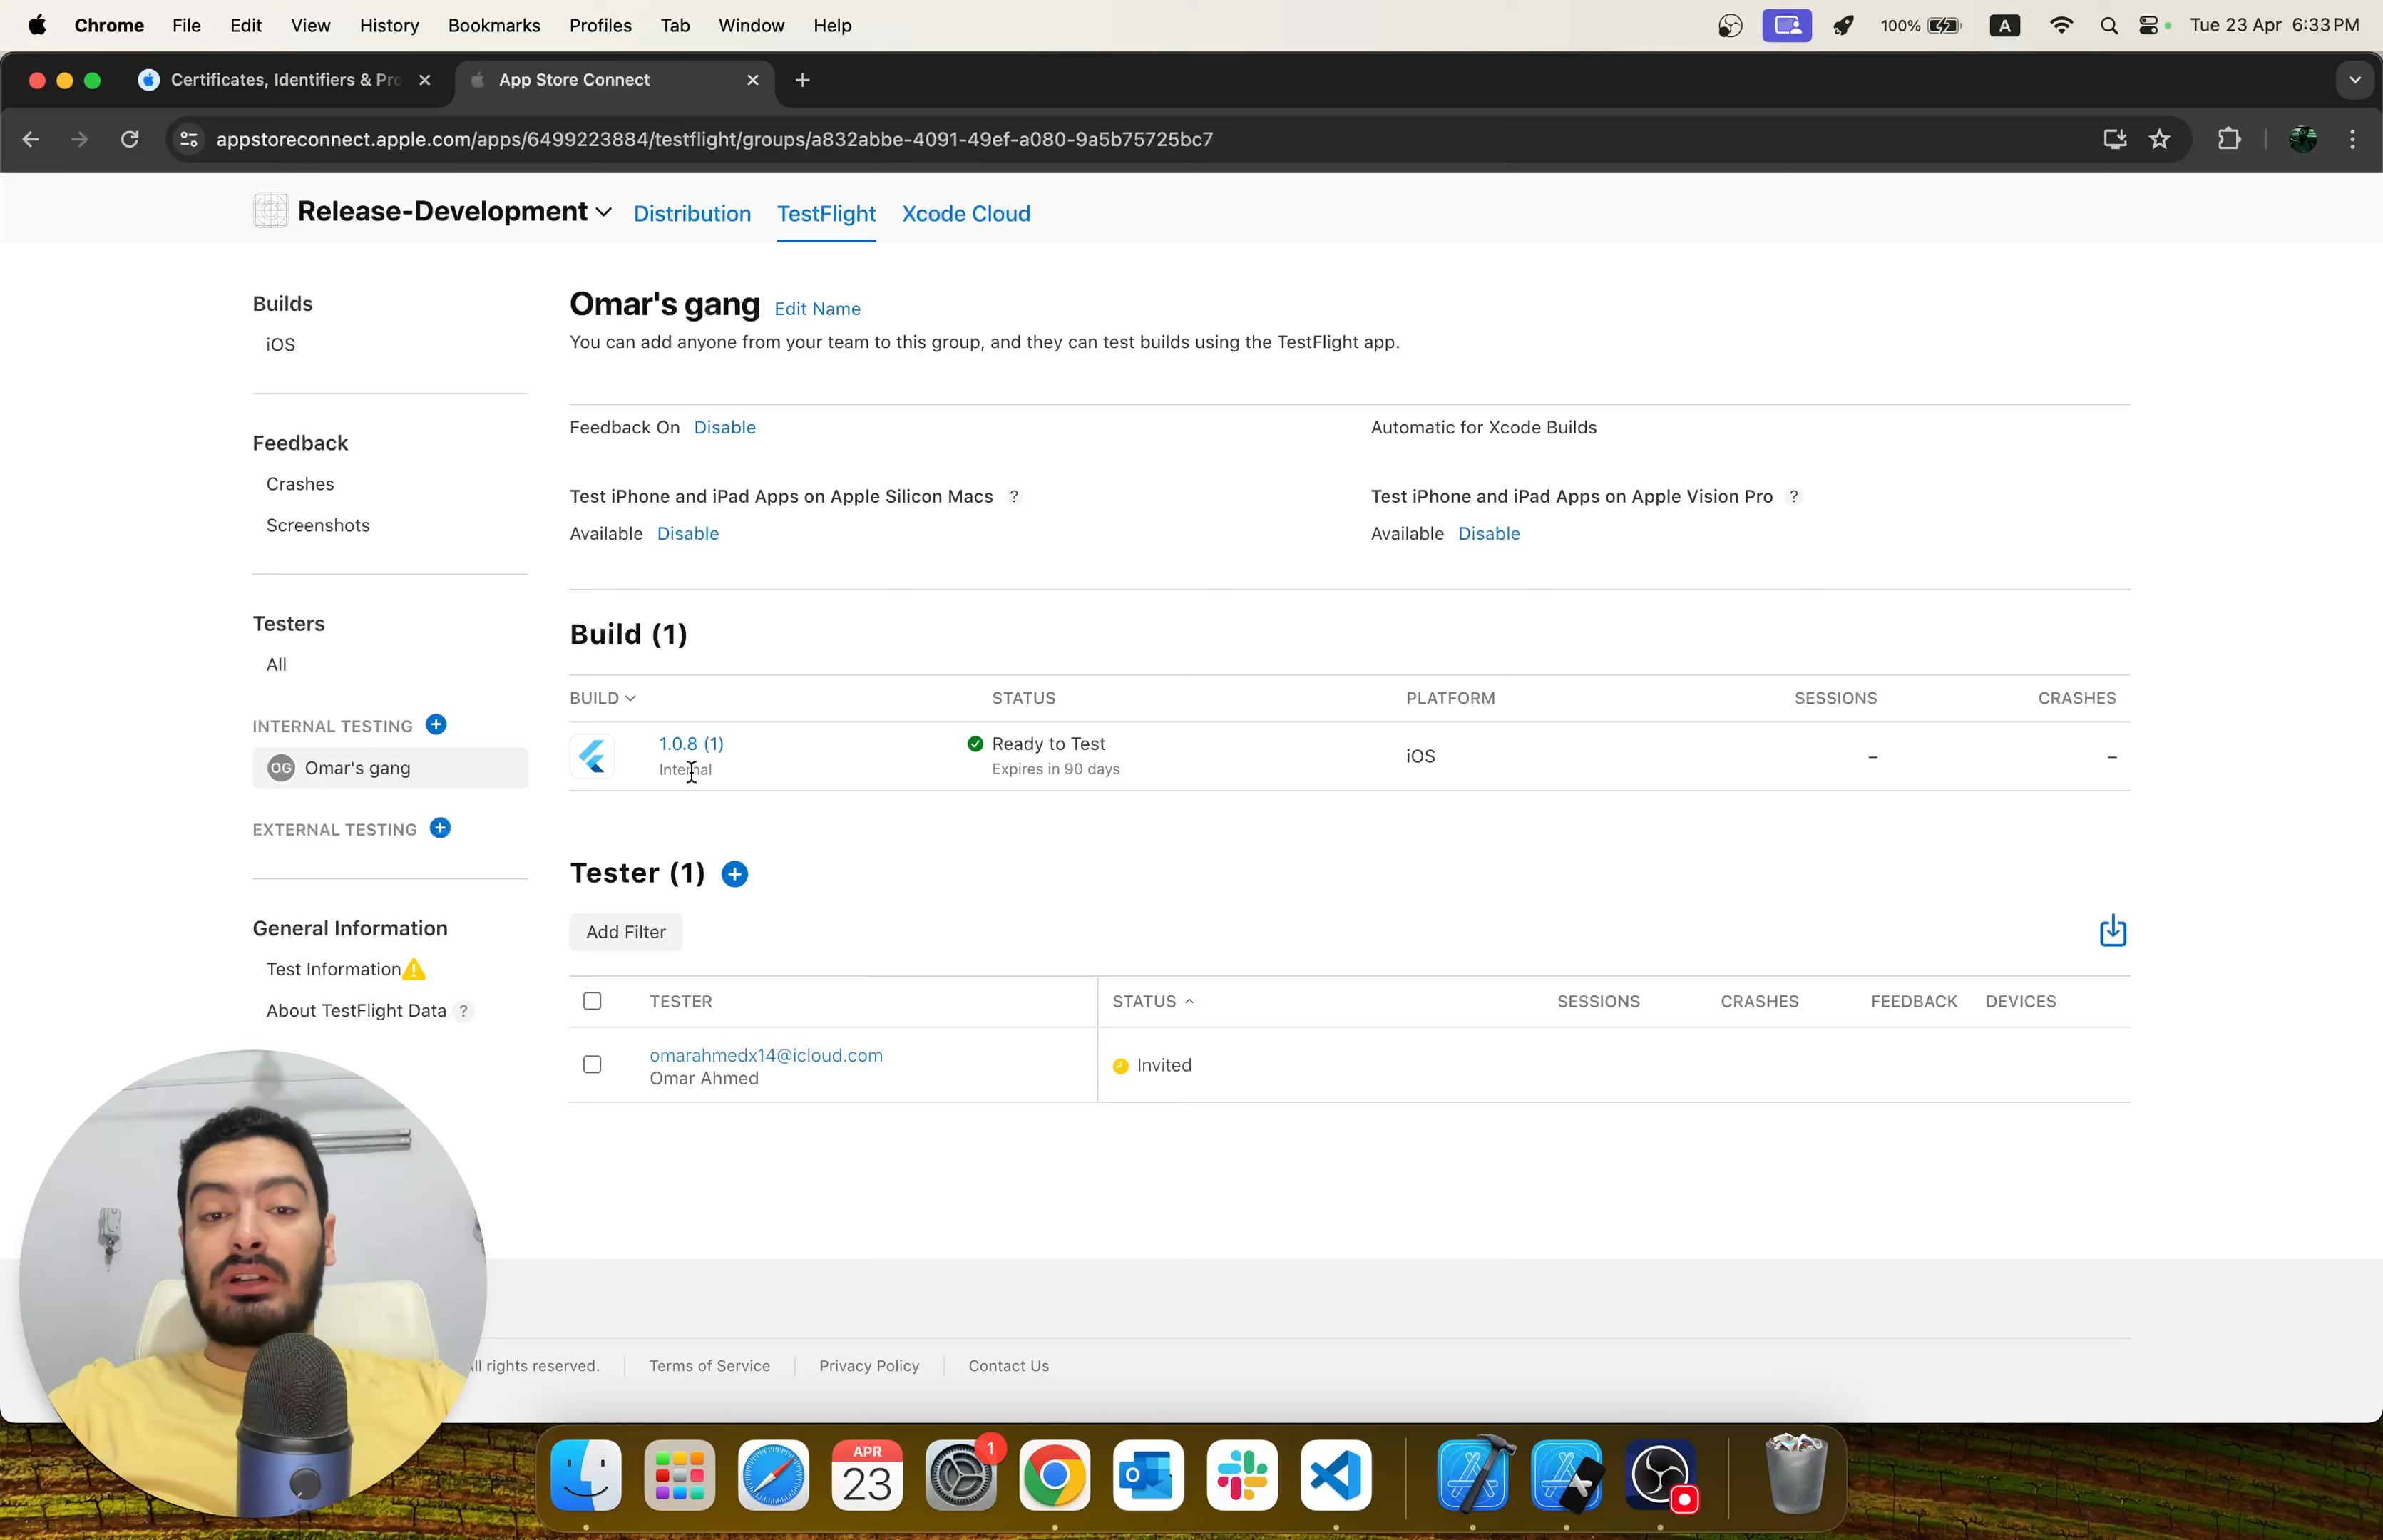 Chrome File Edit View History Bookmarks Profiles Tab Window Help 100% A Tue 23 Apr 6:33 PM
Certificates, Identifiers & Pro App Store Connect
appstoreconnect.apple.com/apps/6499223884/testflight/groups/a832abbe-4091-49ef-a080-9a5b75725bc7
Release-Development Distribution TestFlight Xcode Cloud
Builds
iOS
Feedback
Crashes
Screenshots
Testers
All
INTERNAL TESTING
OG Omar's gang
EXTERNAL TESTING
General Information
Test Information
About TestFlight Data ?
Omar's gang Edit Name
You can add anyone from your team to this group, and they can test builds using the TestFlight app.
Feedback On Disable
Automatic for Xcode Builds
Test iPhone and iPad Apps on Apple Silicon Macs ?
Available Disable
Test iPhone and iPad Apps on Apple Vision Pro ?
Available Disable
Build (1)
BUILD STATUS PLATFORM SESSIONS CRASHES
1.0.8 (1) Ready to Test iOS – –
Internal Expires in 90 days
Tester (1)
Add Filter
TESTER STATUS SESSIONS CRASHES FEEDBACK DEVICES
omarahmedx14@icloud.com Invited
Omar Ahmed
All rights reserved. Terms of Service Privacy Policy Contact Us
APR
23
1